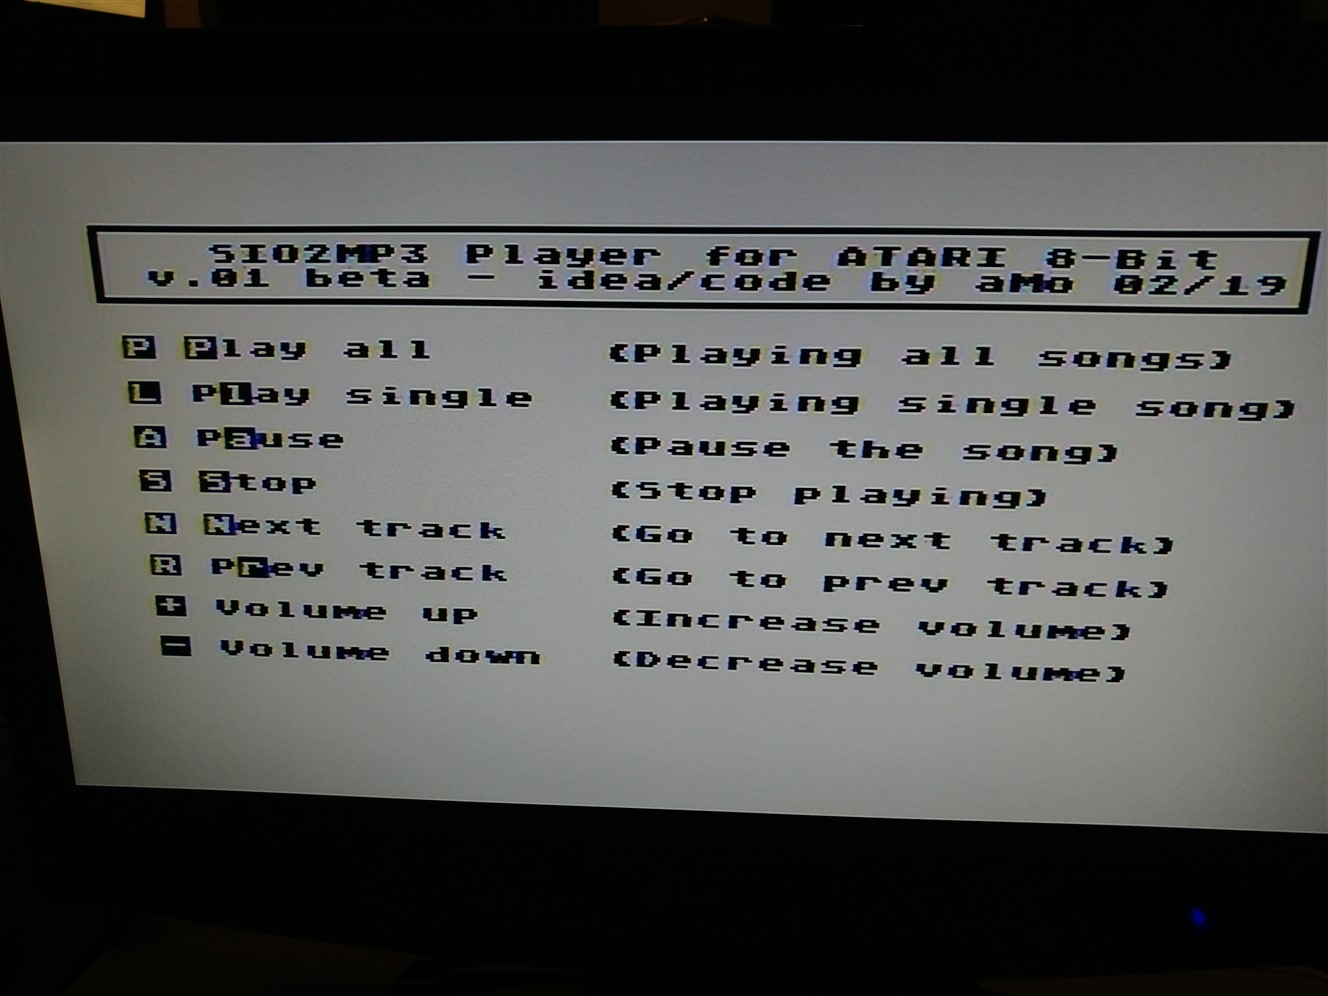 SIO2MP3 Player for ATARI 8-Bit
v.01 beta - idea/code by aMo 02/19
P Play all (Playing all songs)
L Play single (Playing single song)
A Pause (Pause the song)
S Stop (Stop playing)
N Next track (Go to next track)
R Prev track (Go to prev track)
+ Volume up (Increase volume)
- Volume down (Decrease volume)